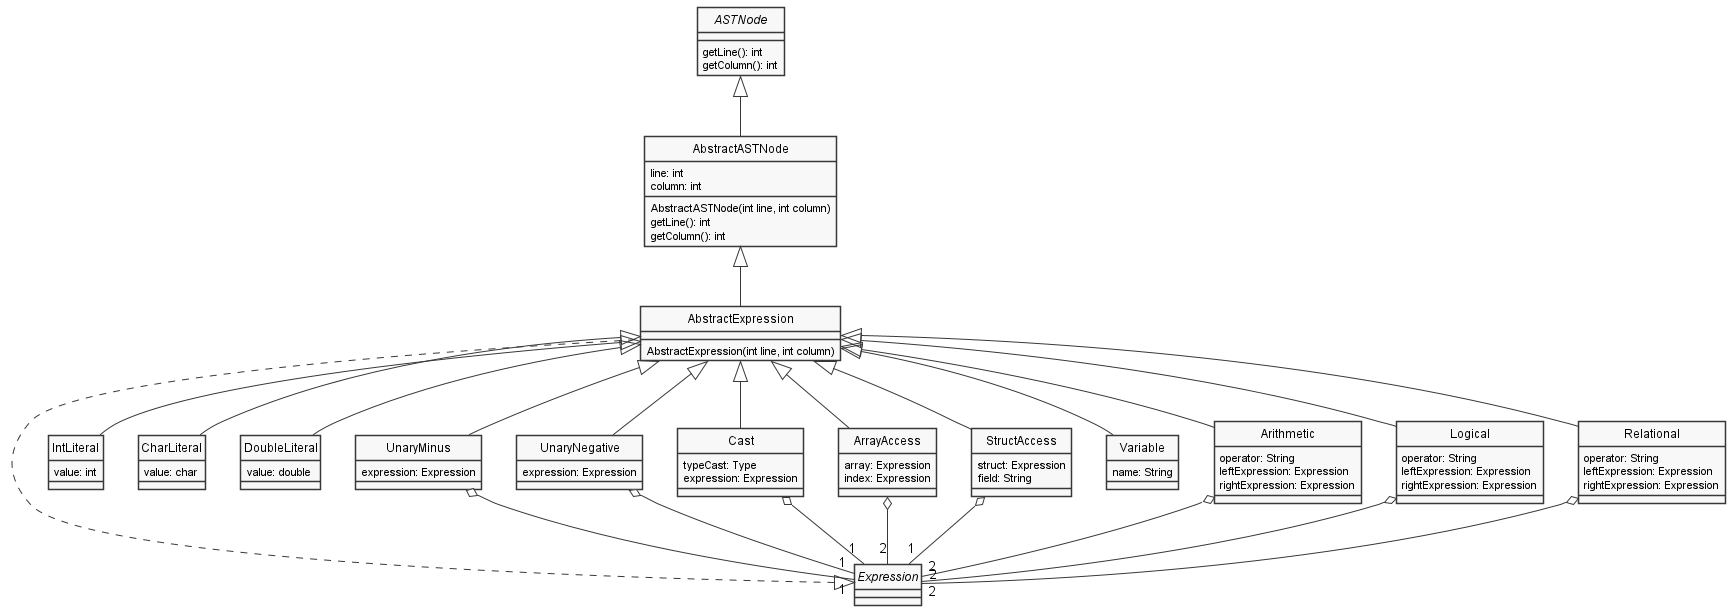 ASTNode
getLine(): int
getColumn(): int
AbstractASTNode
line: int
column: int
AbstractASTNode(int line, int column)
getLine(): int
getColumn(): int
AbstractExpression
AbstractExpression(int line, int column)
IntLiteral
value: int
CharLiteral
value: char
DoubleLiteral
value: double
UnaryMinus
expression: Expression
UnaryNegative
expression: Expression
Cast
typeCast: Type
expression: Expression
ArrayAccess
array: Expression
index: Expression
StructAccess
struct: Expression
field: String
Variable
name: String
Arithmetic
operator: String
leftExpression: Expression
rightExpression: Expression
Logical
operator: String
leftExpression: Expression
rightExpression: Expression
Relational
operator: String
leftExpression: Expression
rightExpression: Expression
1
2
1
1
2
2
Expression
1
2